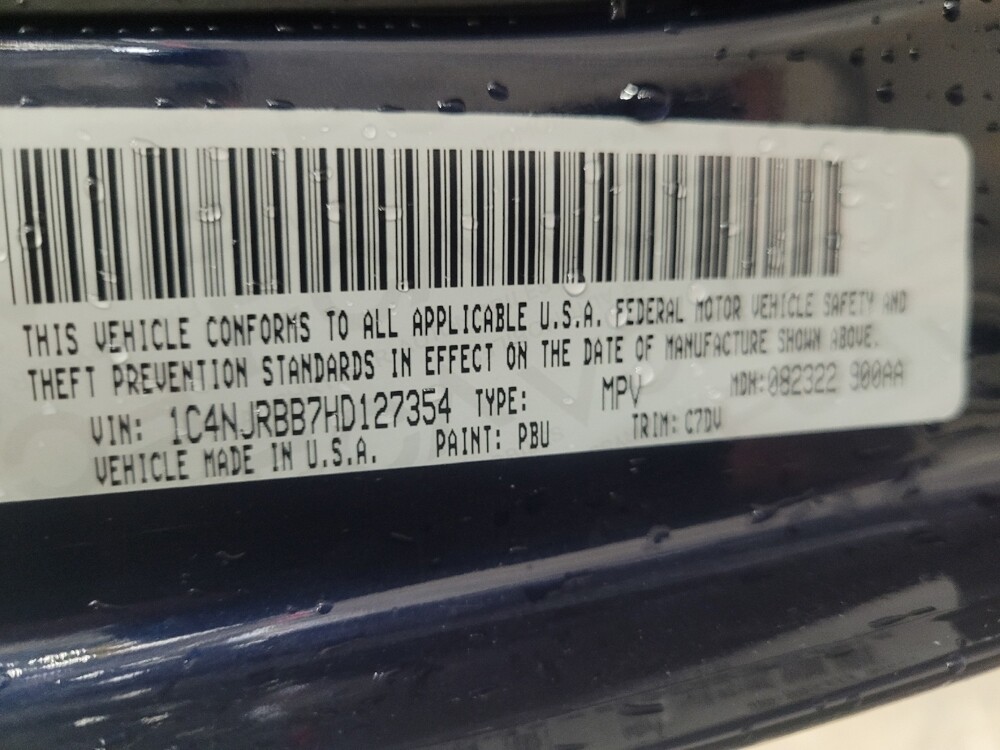 THIS VEHICLE CONFORMS TO ALL APPLICABLE U.S.A. FEDERAL MOTOR VEHICLE SAFETY AND
THEFT PREVENTION STANDARDS IN EFFECT ON THE DATE OF MANUFACTURE SHOWN ABOVE.
VIN: 1C4NJRBB7HD127354 TYPE: MPV MDH:082322 900AA
VEHICLE MADE IN U.S.A. PAINT: PBU TRIM: C7DV